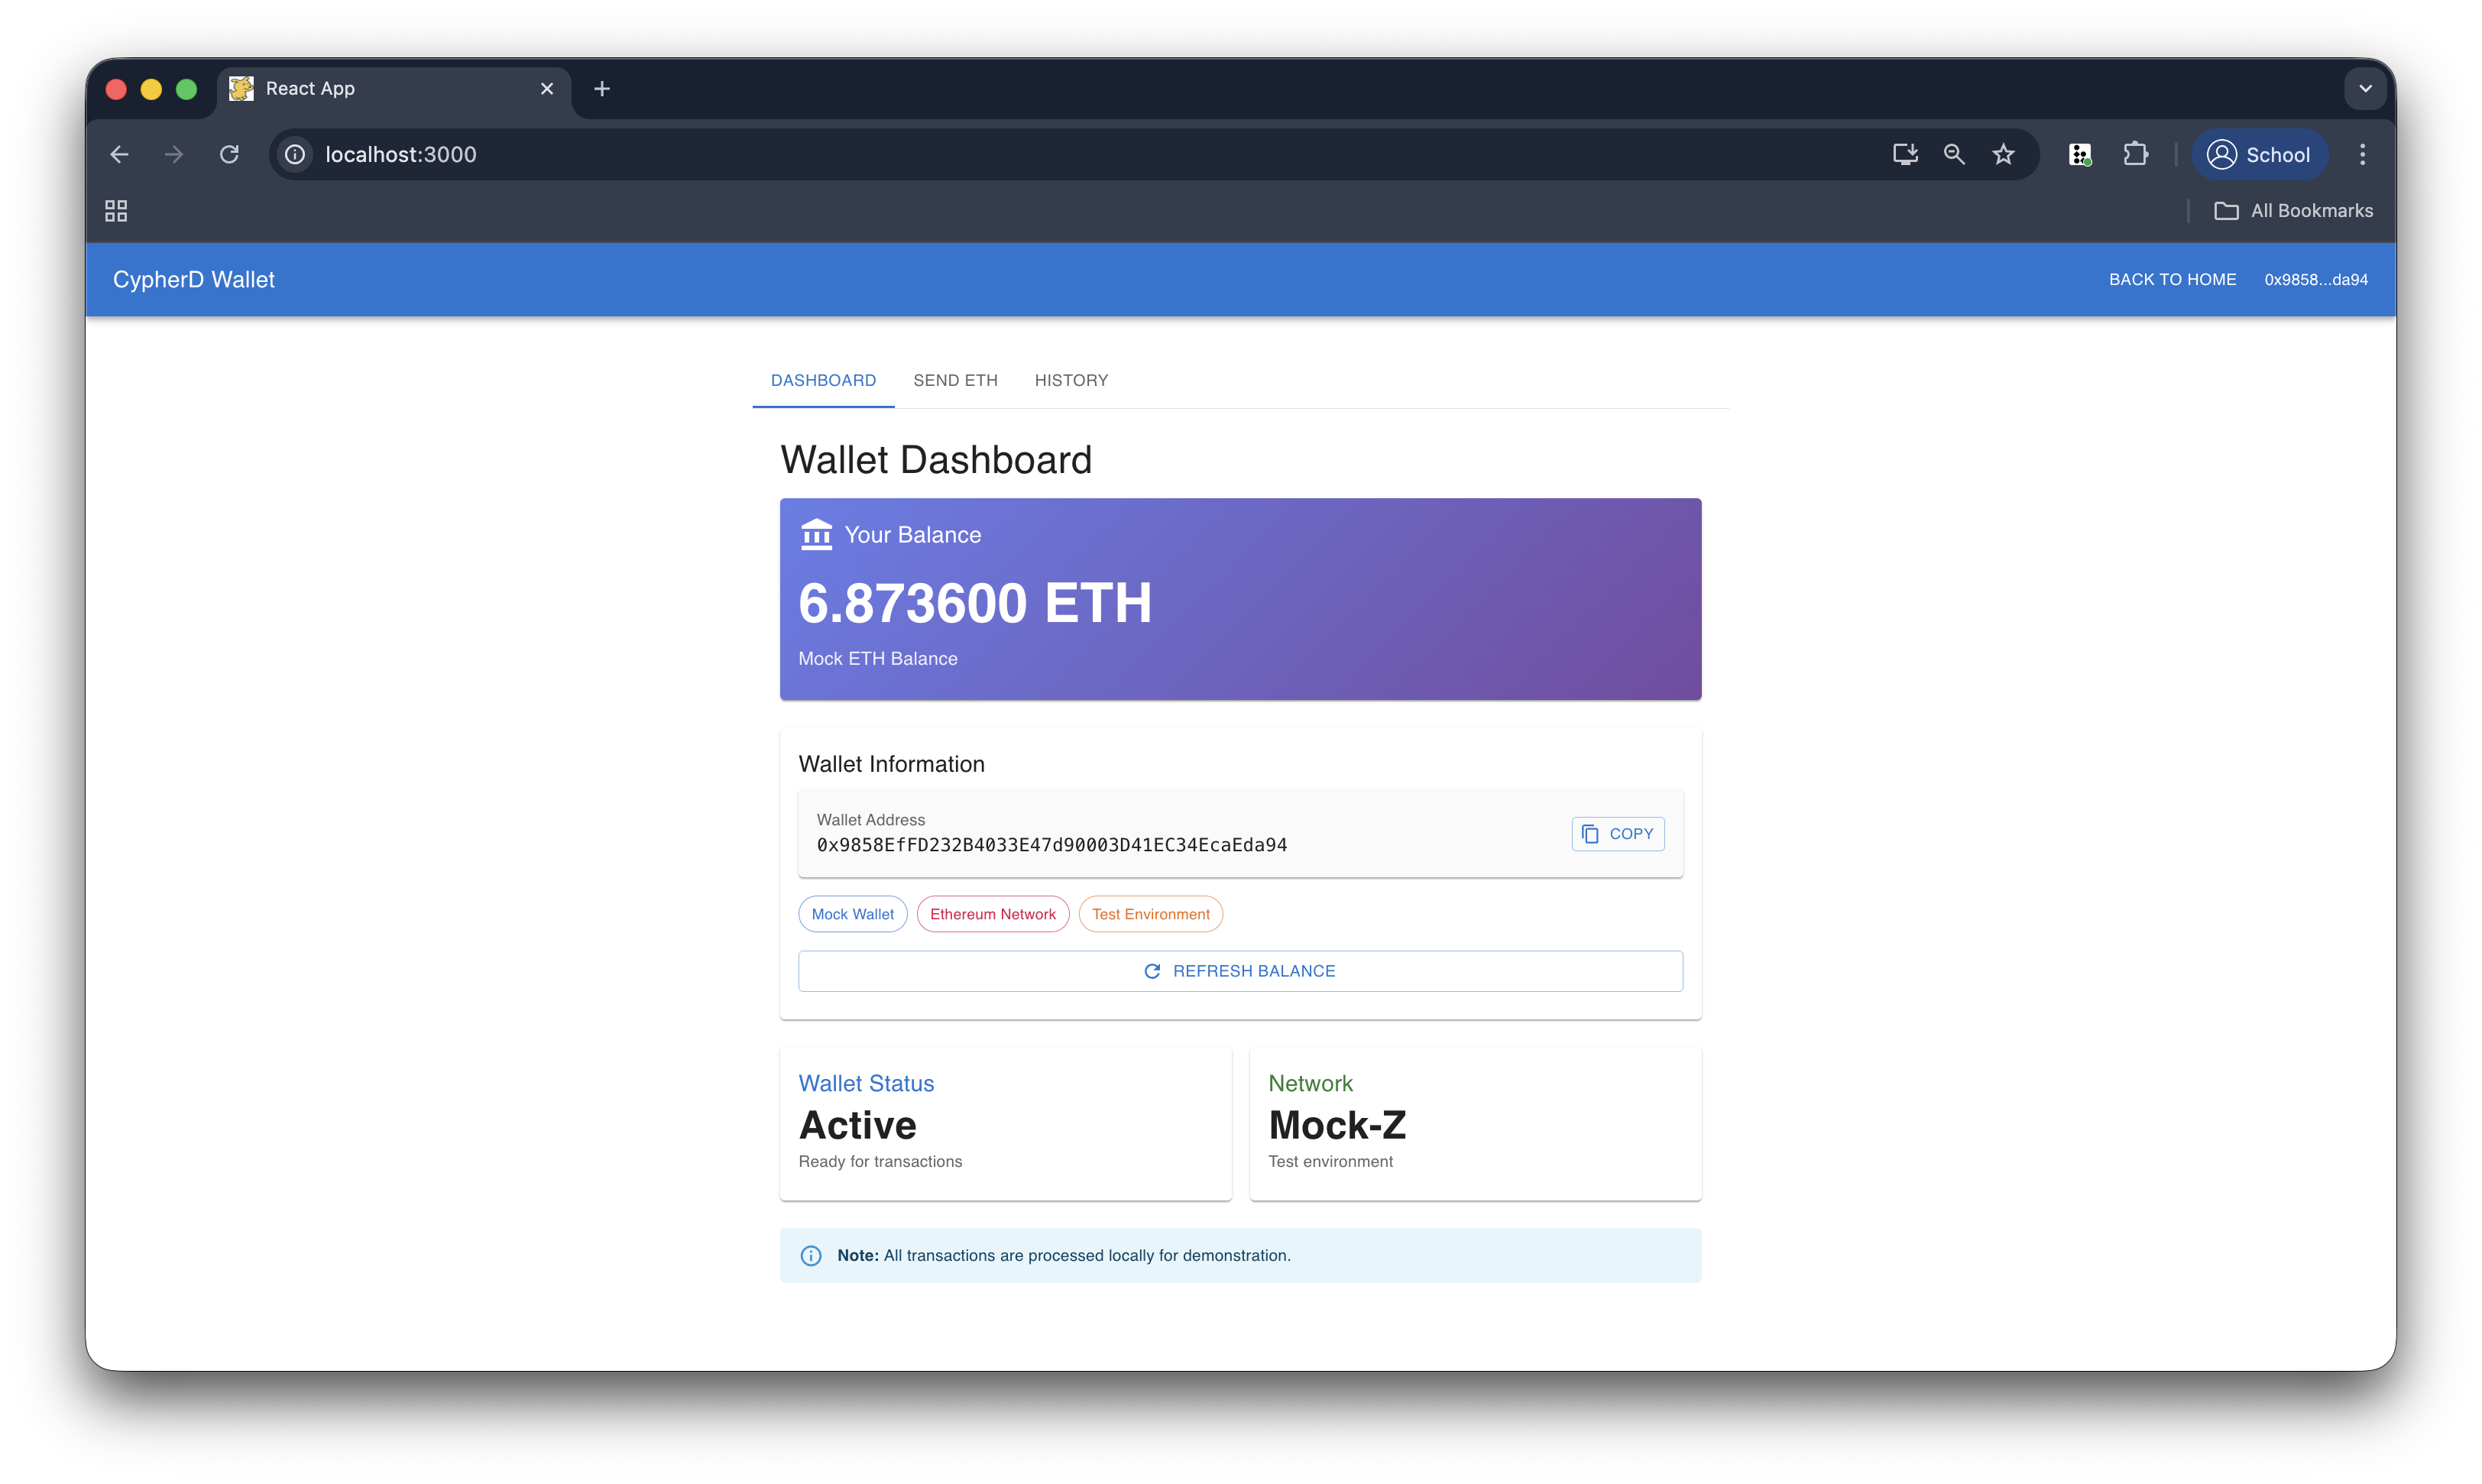 React App
localhost:3000
School
All Bookmarks
CypherD Wallet
BACK TO HOME
0x9858...da94
DASHBOARD
SEND ETH
HISTORY
Wallet Dashboard
Your Balance
6.873600 ETH
Mock ETH Balance
Wallet Information
Wallet Address
0x9858EfFD232B4033E47d90003D41EC34EcaEda94
COPY
Mock Wallet
Ethereum Network
Test Environment
REFRESH BALANCE
Wallet Status
Active
Ready for transactions
Network
Mock-Z
Test environment
Note: All transactions are processed locally for demonstration.